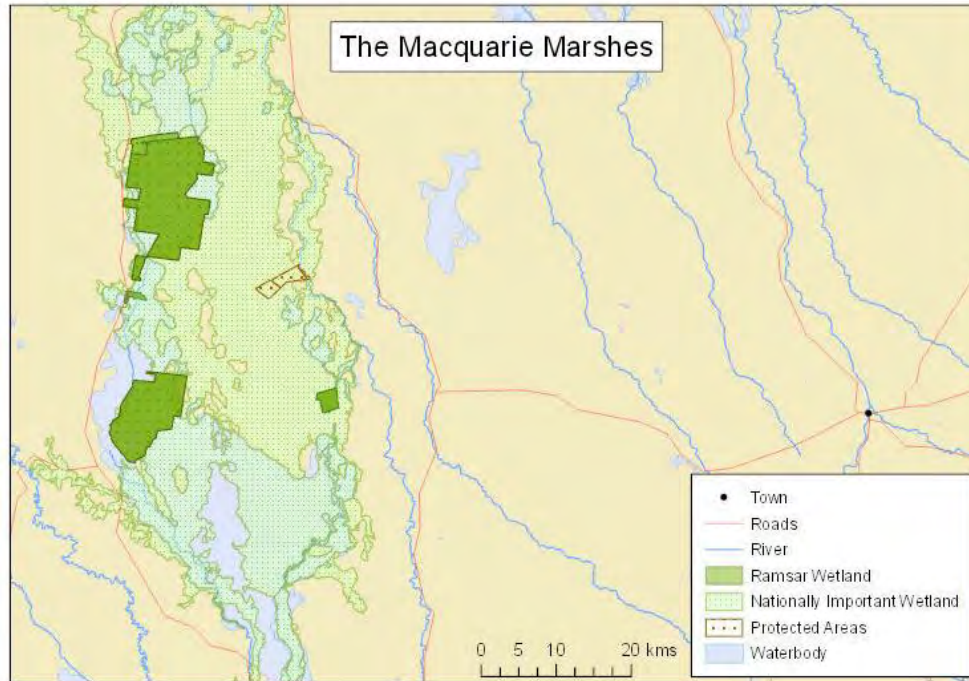 The Macquarie Marshes
Town
Roads
River
Ramsar Wetland
Nationally Important Wetland
Protected Areas
Waterbody
0 5 10 20 kms